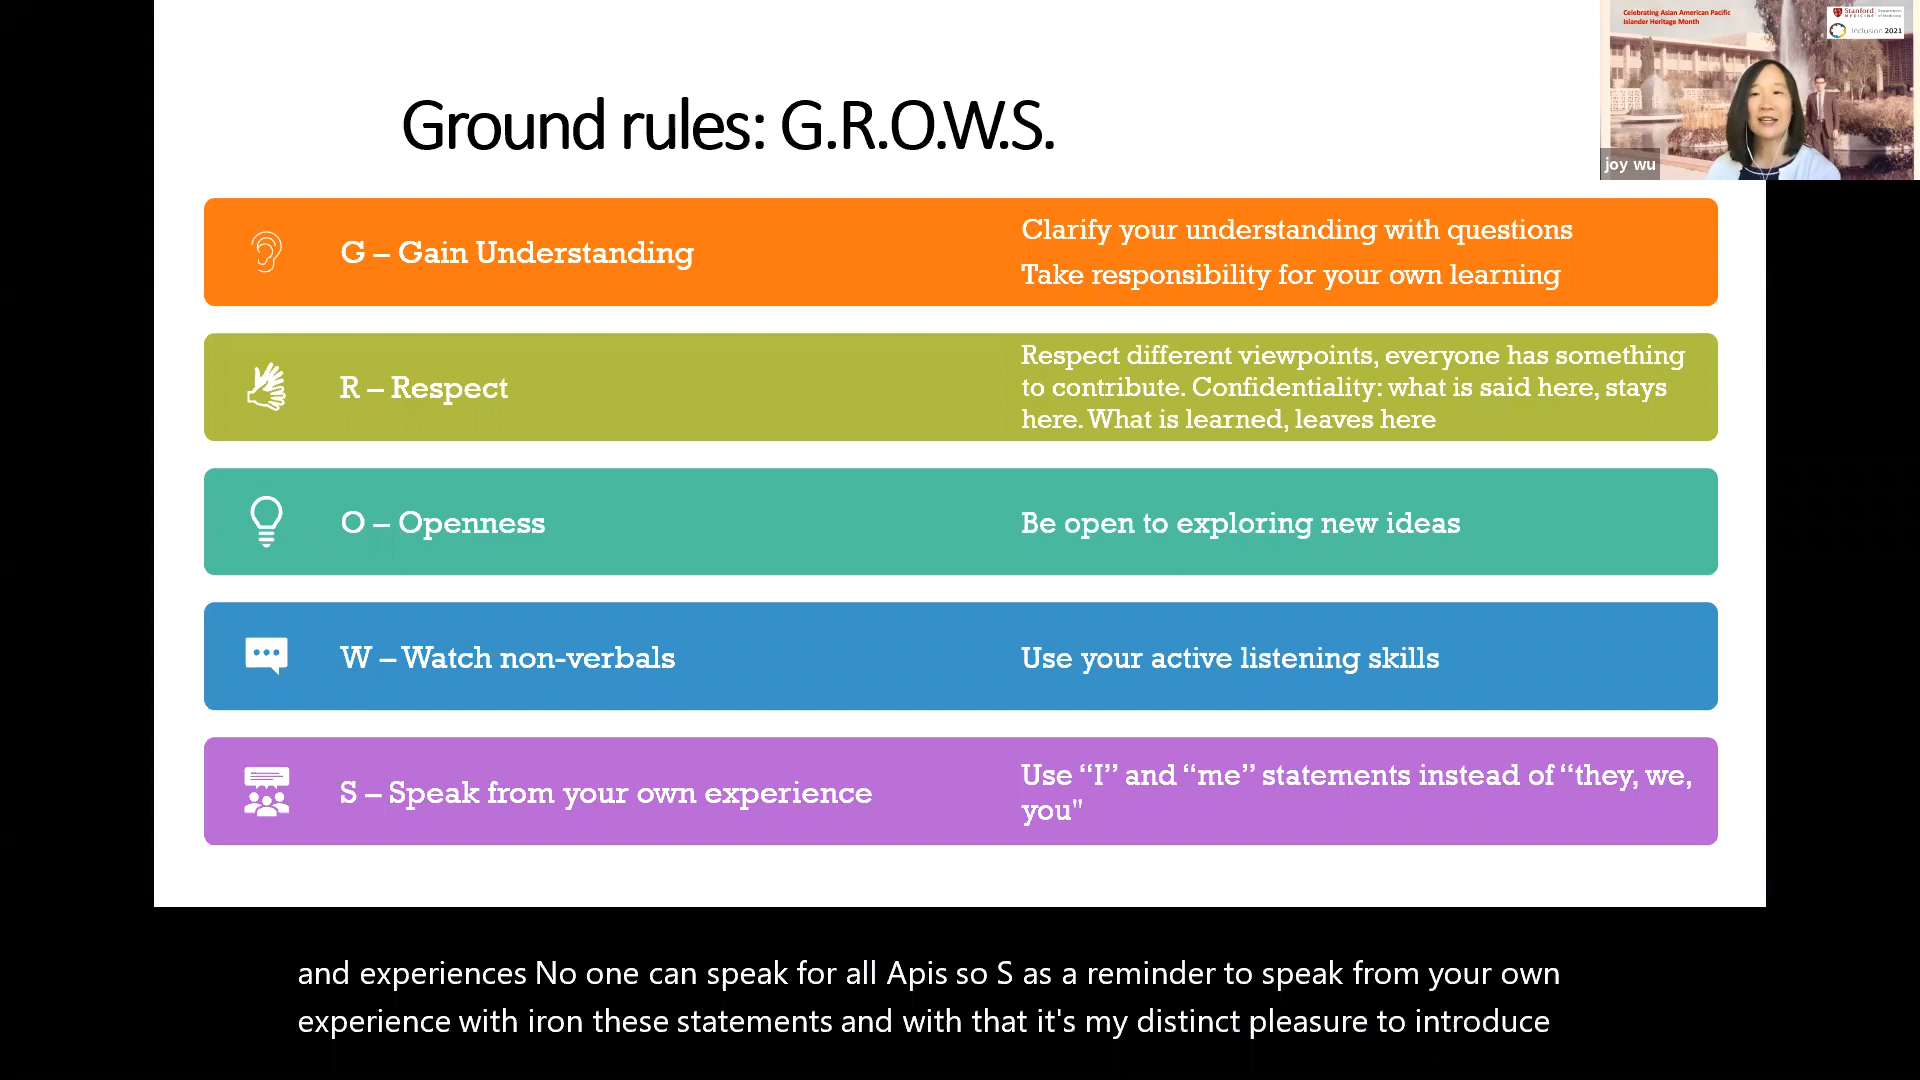 Celebrating Asian American Pacific
Islander Heritage Month
Stanford
MEDICINE
Department
of Medicine
Inclusion 2021
joy wu
Ground rules: G.R.O.W.S.
G – Gain Understanding
Clarify your understanding with questions
Take responsibility for your own learning
R – Respect
Respect different viewpoints, everyone has something
to contribute. Confidentiality: what is said here, stays
here. What is learned, leaves here
O – Openness
Be open to exploring new ideas
W – Watch non-verbals
Use your active listening skills
S – Speak from your own experience
Use “I” and “me” statements instead of “they, we,
you"
and experiences No one can speak for all Apis so S as a reminder to speak from your own
experience with iron these statements and with that it's my distinct pleasure to introduce